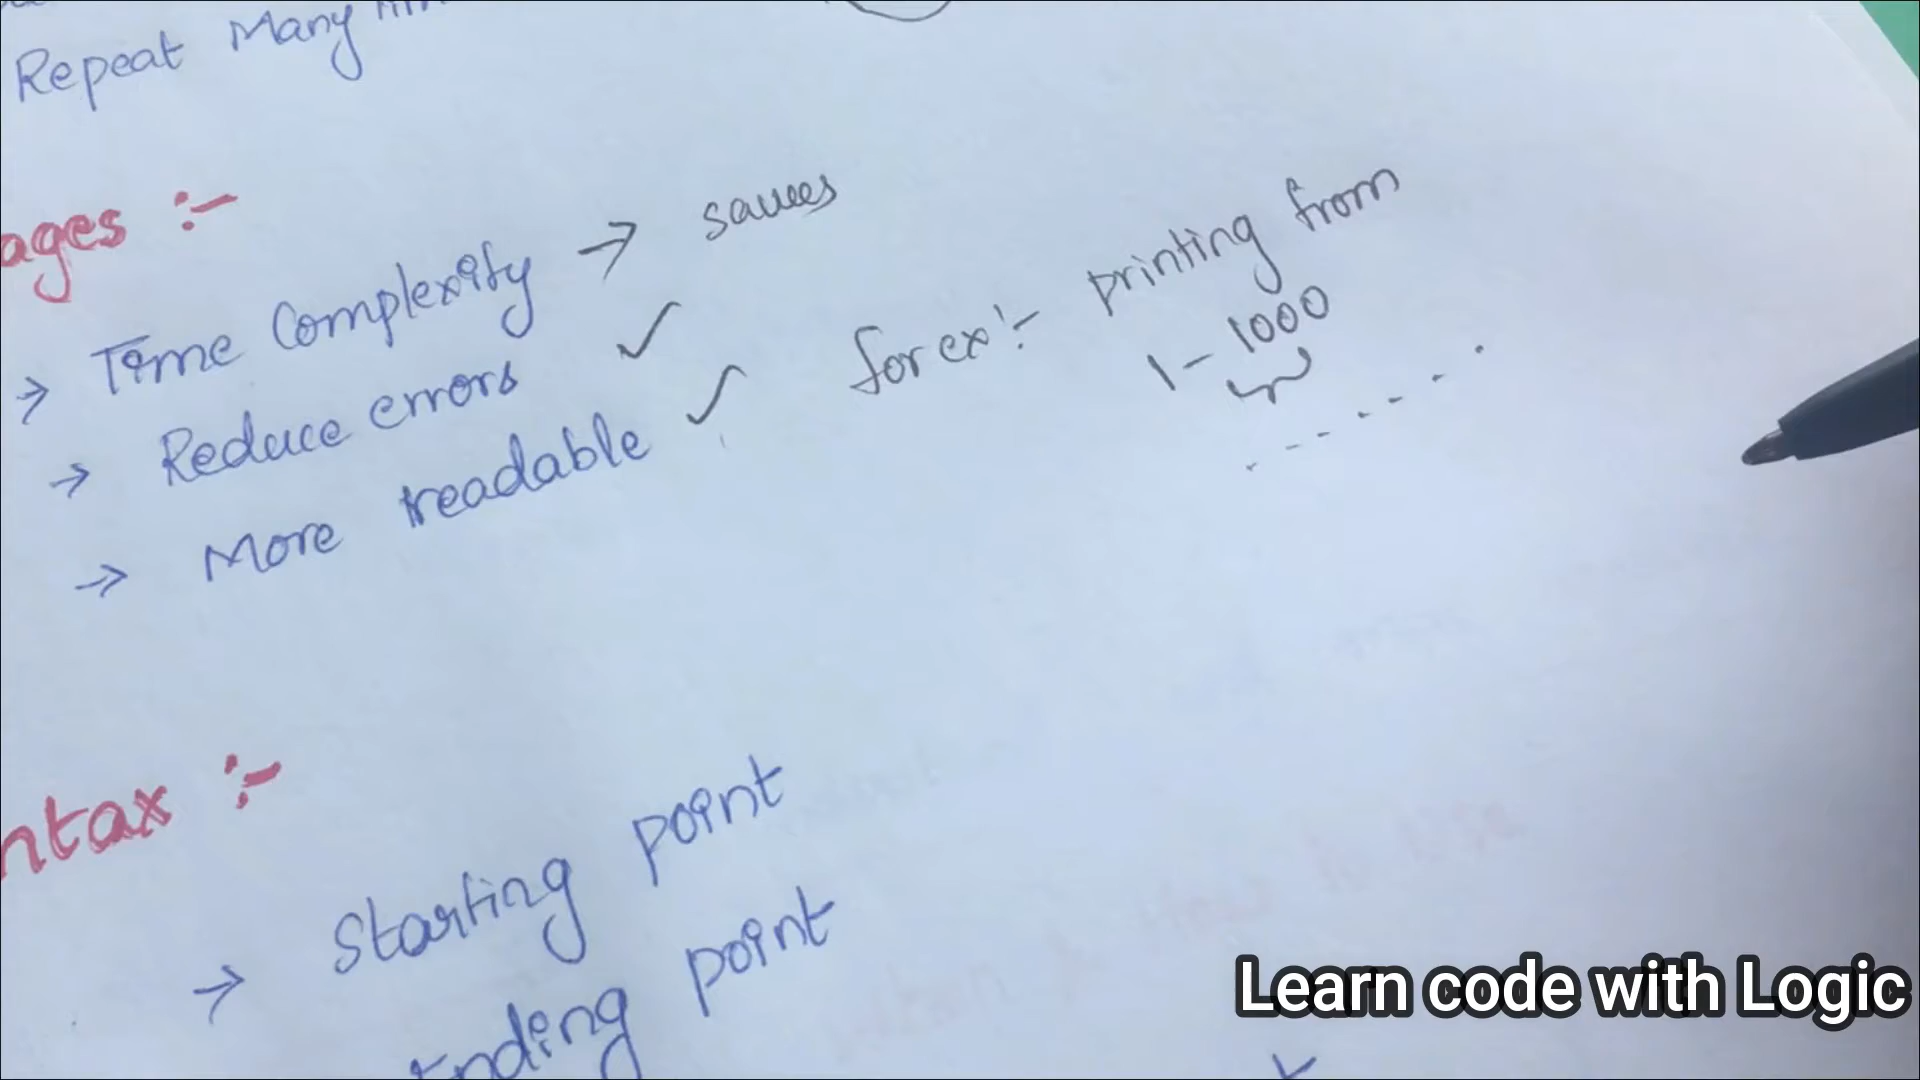 Repeat Many
ages :-
→ Time Complexity → saves
→ Reduce errors ✓
→ More readable ✓
for ex :- printing from
1 - 1000
ntax :-
→ Starting point
Ending point
Learn code with Logic